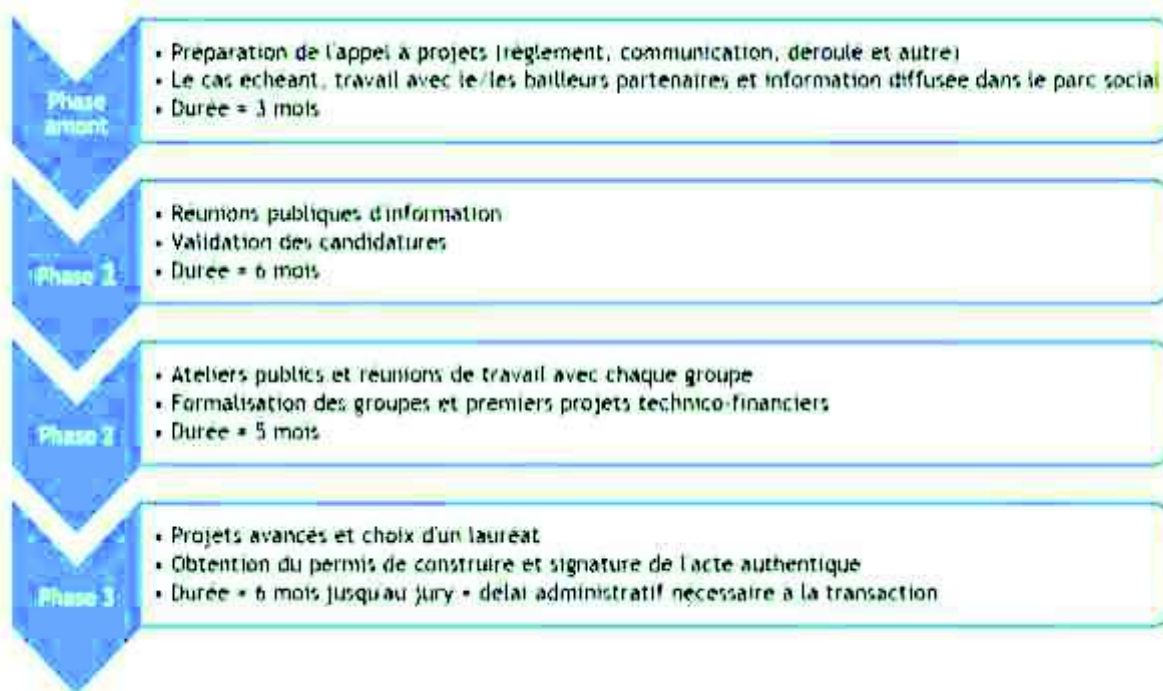 Phase
amont
• Préparation de l'appel à projets (règlement, communication, déroulé et autre)
• Le cas échéant, travail avec le/les bailleurs partenaires et information diffusée dans le parc social
• Durée = 3 mois
Phase 1
• Réunions publiques d'information
• Validation des candidatures
• Durée = 6 mois
Phase 2
• Ateliers publics et réunions de travail avec chaque groupe
• Formalisation des groupes et premiers projets technico-financiers
• Durée = 5 mois
Phase 3
• Projets avancés et choix d'un lauréat
• Obtention du permis de construire et signature de l'acte authentique
• Durée = 6 mois jusqu'au jury + délai administratif nécessaire à la transaction